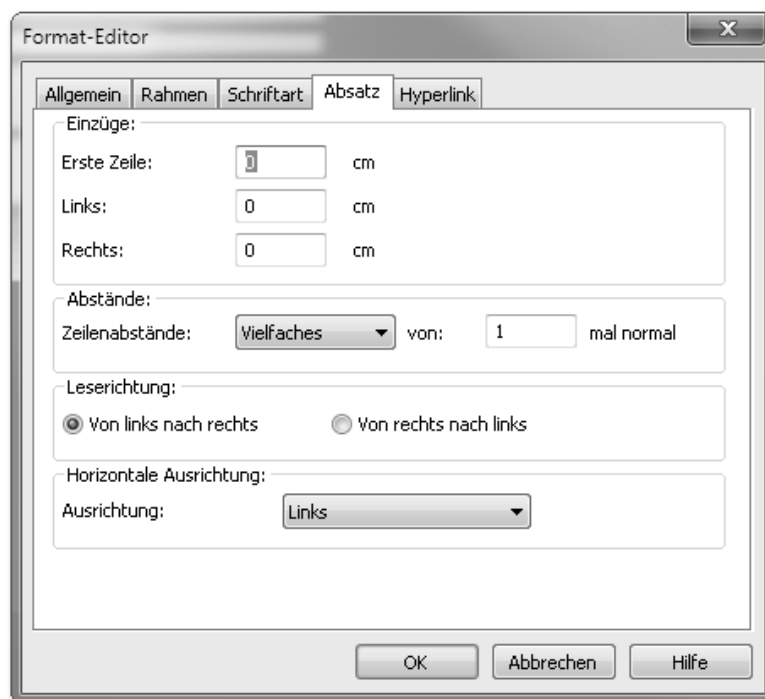 Format-Editor
Allgemein Rahmen Schriftart Absatz Hyperlink
Einzüge:
Erste Zeile: 0 cm
Links: 0 cm
Rechts: 0 cm
Abstände:
Zeilenabstände: Vielfaches von: 1 mal normal
Leserichtung:
Von links nach rechts Von rechts nach links
Horizontale Ausrichtung:
Ausrichtung: Links
OK Abbrechen Hilfe